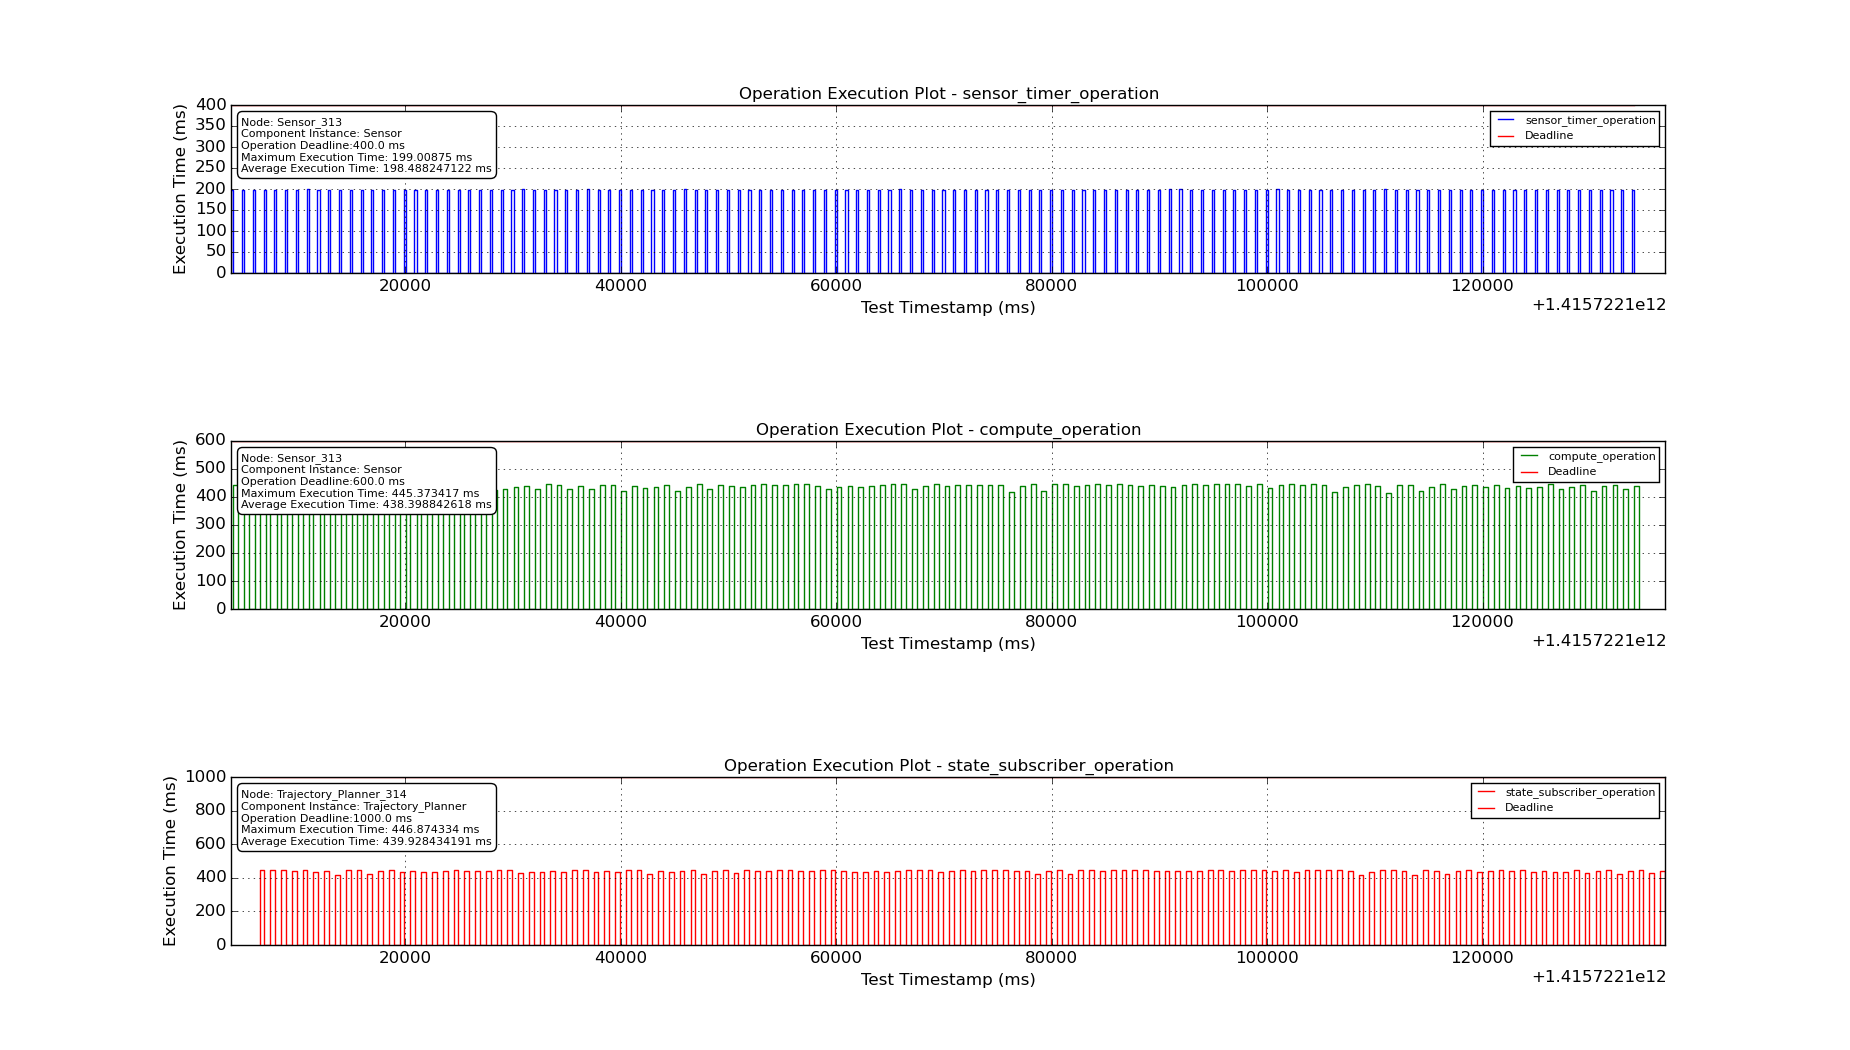 Operation Execution Plot - sensor_timer_operation
Execution Time (ms)
400
350
300
250
200
150
100
50
0
Node: Sensor_313
Component Instance: Sensor
Operation Deadline:400.0 ms
Maximum Execution Time: 199.00875 ms
Average Execution Time: 198.488247122 ms
sensor_timer_operation
Deadline
20000 40000 60000 80000 100000 120000
+1.4157221e12
Test Timestamp (ms)
Operation Execution Plot - compute_operation
Execution Time (ms)
600
500
400
300
200
100
0
Node: Sensor_313
Component Instance: Sensor
Operation Deadline:600.0 ms
Maximum Execution Time: 445.373417 ms
Average Execution Time: 438.398842618 ms
compute_operation
Deadline
20000 40000 60000 80000 100000 120000
+1.4157221e12
Test Timestamp (ms)
Operation Execution Plot - state_subscriber_operation
Execution Time (ms)
1000
800
600
400
200
0
Node: Trajectory_Planner_314
Component Instance: Trajectory_Planner
Operation Deadline:1000.0 ms
Maximum Execution Time: 446.874334 ms
Average Execution Time: 439.928434191 ms
state_subscriber_operation
Deadline
20000 40000 60000 80000 100000 120000
+1.4157221e12
Test Timestamp (ms)